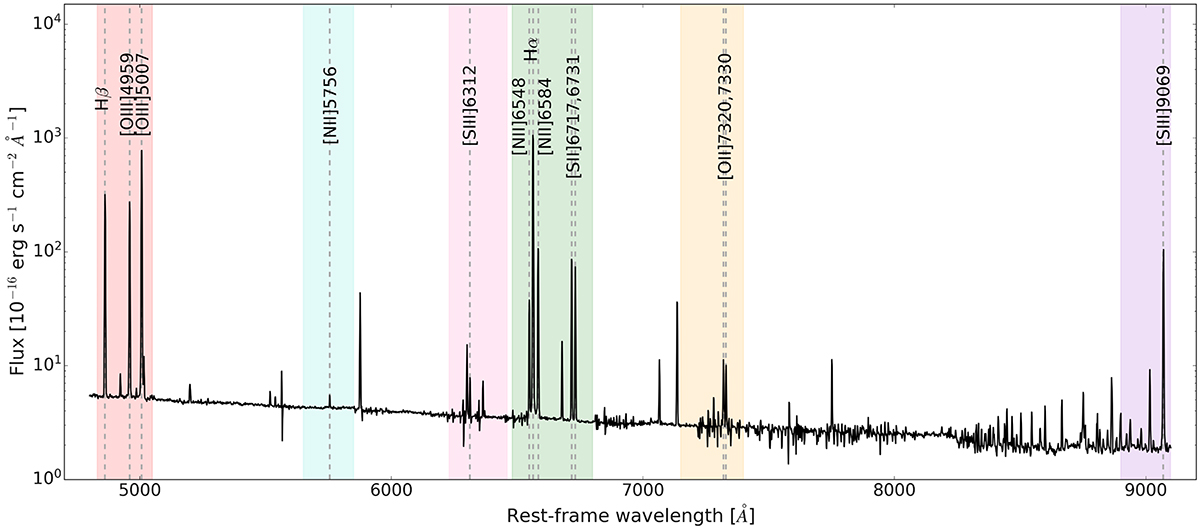 Hβ
[OIII]4959
[OIII]5007
[NII]5756
[SIII]6312
[NII]6548
Hα
[NII]6584
[SII]6717,6731
[OII]7320,7330
[SIII]9069
Flux [10⁻¹⁶ erg s⁻¹ cm⁻² Å⁻¹]
10⁴
10³
10²
10¹
10⁰
5000 6000 7000 8000 9000
Rest-frame wavelength [Å]